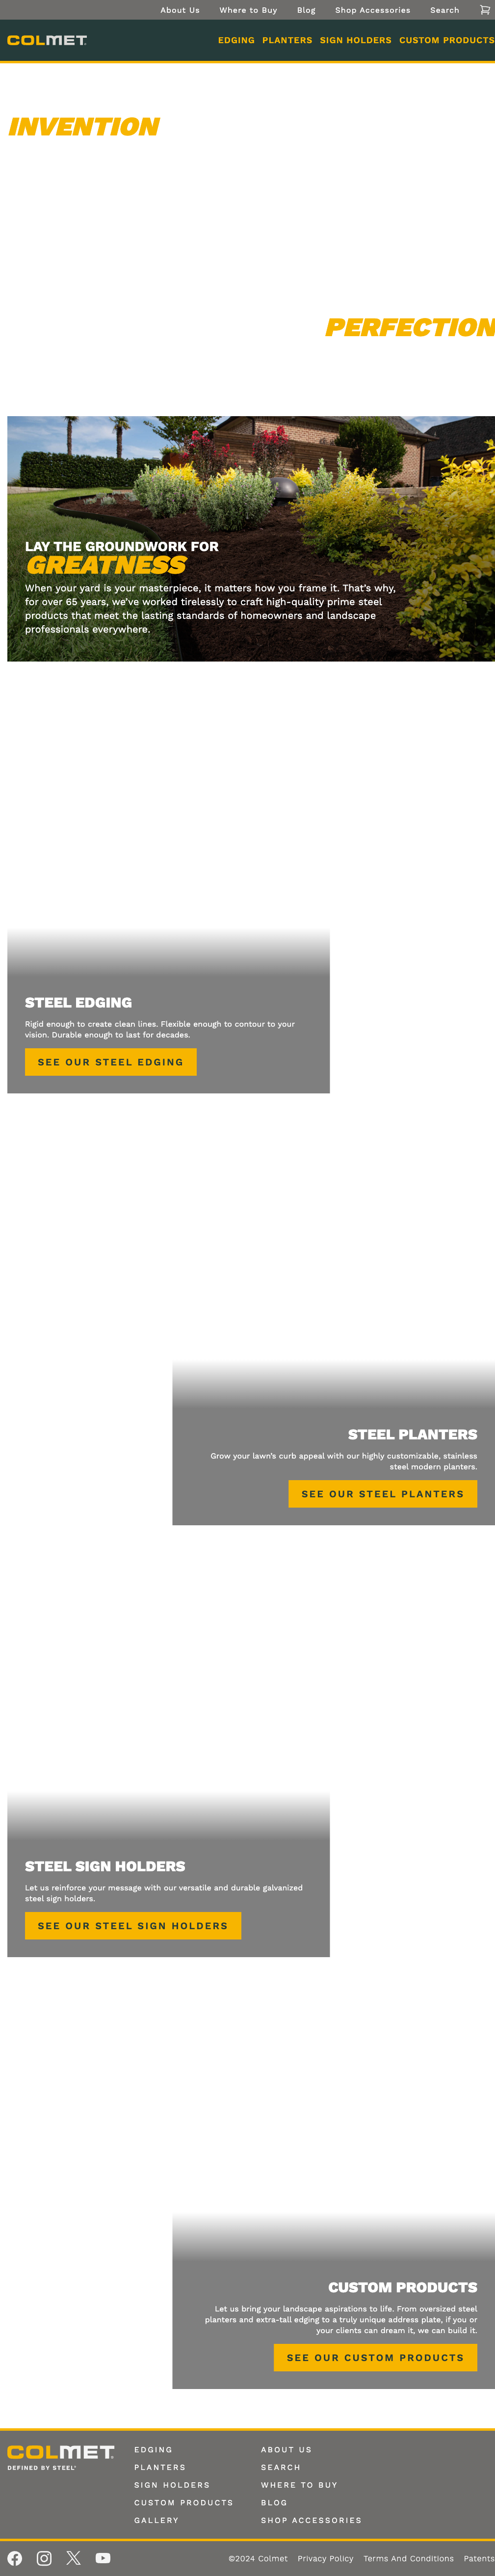 About Us Where to Buy Blog Shop Accessories Search
COLMET
EDGING PLANTERS SIGN HOLDERS CUSTOM PRODUCTS
INVENTION
PERFECTION
LAY THE GROUNDWORK FOR
GREATNESS
When your yard is your masterpiece, it matters how you frame it. That's why,
for over 65 years, we've worked tirelessly to craft high-quality prime steel
products that meet the lasting standards of homeowners and landscape
professionals everywhere.
STEEL EDGING
Rigid enough to create clean lines. Flexible enough to contour to your
vision. Durable enough to last for decades.
SEE OUR STEEL EDGING
STEEL PLANTERS
Grow your lawn's curb appeal with our highly customizable, stainless
steel modern planters.
SEE OUR STEEL PLANTERS
STEEL SIGN HOLDERS
Let us reinforce your message with our versatile and durable galvanized
steel sign holders.
SEE OUR STEEL SIGN HOLDERS
CUSTOM PRODUCTS
Let us bring your landscape aspirations to life. From oversized steel
planters and extra-tall edging to a truly unique address plate, if you or
your clients can dream it, we can build it.
SEE OUR CUSTOM PRODUCTS
COLMET
DEFINED BY STEEL
EDGING
PLANTERS
SIGN HOLDERS
CUSTOM PRODUCTS
GALLERY
ABOUT US
SEARCH
WHERE TO BUY
BLOG
SHOP ACCESSORIES
©2024 Colmet Privacy Policy Terms And Conditions Patents